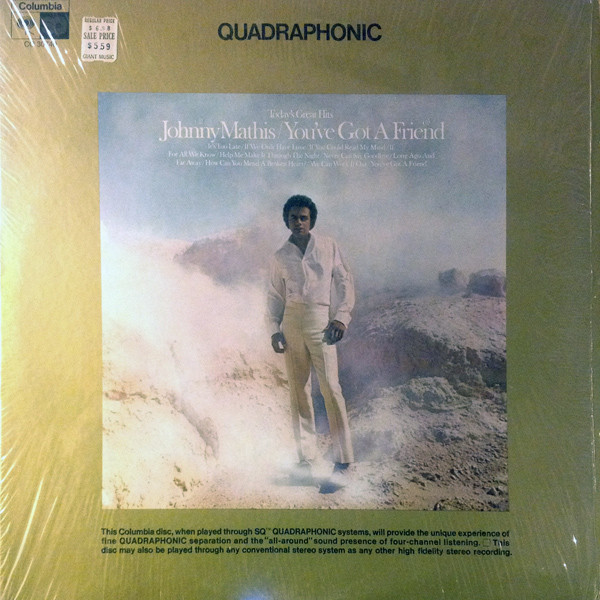 Columbia
REGULAR PRICE
SALE PRICE
$5.59
GIANT MUSIC
QUADRAPHONIC
Today's Great Hits
Johnny Mathis/You've Got A Friend
It's Too Late/If We Only Have Love/If You Could Read My Mind/If
For All We Know/Help Me Make It Through The Night/Never Can Say Goodbye/Long Ago And
Far Away/How Can You Mend A Broken Heart/We Can Work It Out/You've Got A Friend
This Columbia disc, when played through SQ™ QUADRAPHONIC systems, will provide the unique experience of
fine QUADRAPHONIC separation and the "all-around" sound presence of four-channel listening. This
disc may also be played through any conventional stereo system as any other high fidelity stereo recording.